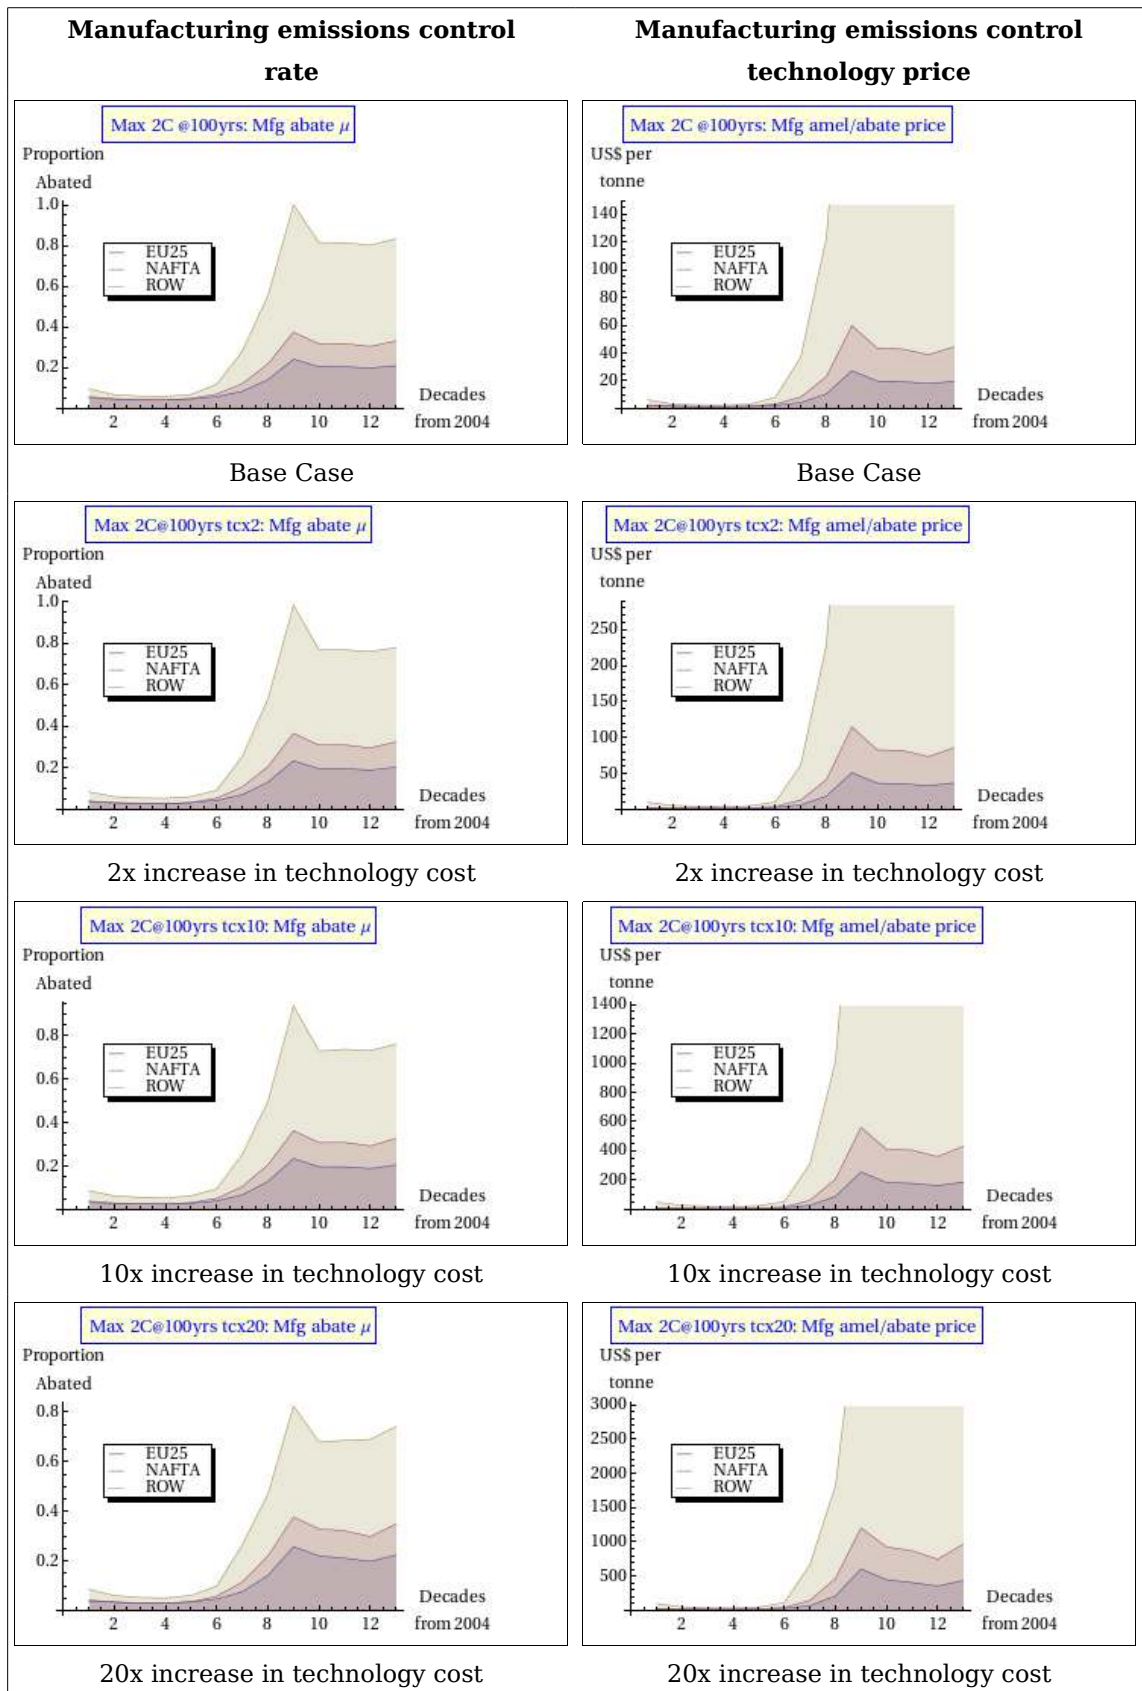 Manufacturing emissions control
rate
Manufacturing emissions control
technology price
Max 2C @100yrs: Mfg abate μ
Proportion
Abated
1.0
0.8
0.6
0.4
0.2
EU25
NAFTA
ROW
2 4 6 8 10 12
Decades
from 2004
Base Case
Max 2C @100yrs: Mfg amel/abate price
US$ per
tonne
140
120
100
80
60
40
20
EU25
NAFTA
ROW
2 4 6 8 10 12
Decades
from 2004
Base Case
Max 2C@100yrs tcx2: Mfg abate μ
Proportion
Abated
1.0
0.8
0.6
0.4
0.2
EU25
NAFTA
ROW
2 4 6 8 10 12
Decades
from 2004
2x increase in technology cost
Max 2C@100yrs tcx2: Mfg amel/abate price
US$ per
tonne
250
200
150
100
50
EU25
NAFTA
ROW
2 4 6 8 10 12
Decades
from 2004
2x increase in technology cost
Max 2C@100yrs tcx10: Mfg abate μ
Proportion
Abated
0.8
0.6
0.4
0.2
EU25
NAFTA
ROW
2 4 6 8 10 12
Decades
from 2004
10x increase in technology cost
Max 2C@100yrs tcx10: Mfg amel/abate price
US$ per
tonne
1400
1200
1000
800
600
400
200
EU25
NAFTA
ROW
2 4 6 8 10 12
Decades
from 2004
10x increase in technology cost
Max 2C@100yrs tcx20: Mfg abate μ
Proportion
Abated
0.8
0.6
0.4
0.2
EU25
NAFTA
ROW
2 4 6 8 10 12
Decades
from 2004
20x increase in technology cost
Max 2C@100yrs tcx20: Mfg amel/abate price
US$ per
tonne
3000
2500
2000
1500
1000
500
EU25
NAFTA
ROW
2 4 6 8 10 12
Decades
from 2004
20x increase in technology cost